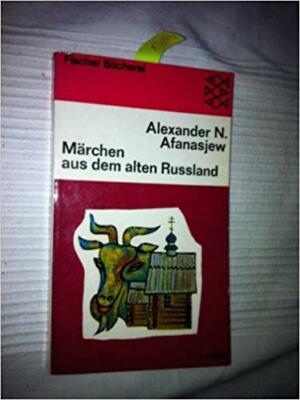 Fischer Bücherei
Alexander N.
Afanasjew
Märchen
aus dem alten Russland